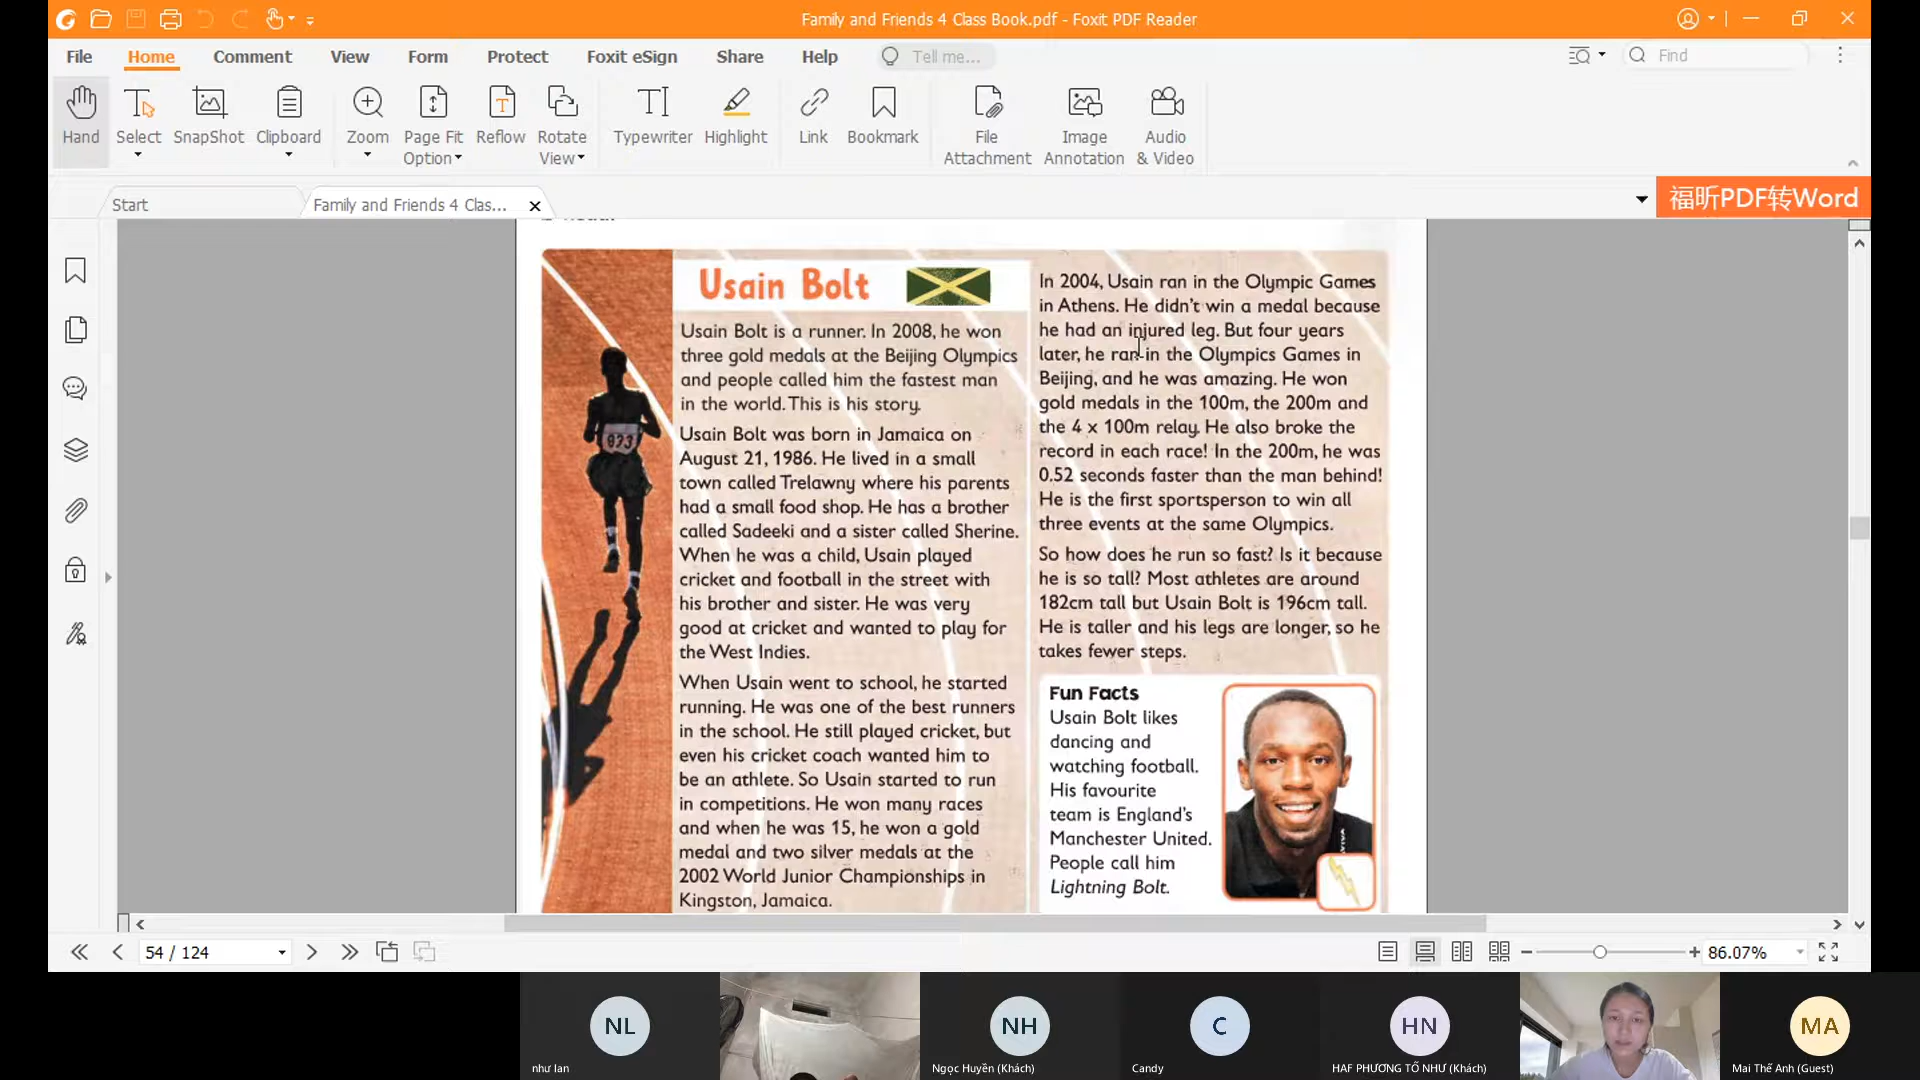 Family and Friends 4 Class Book.pdf - Foxit PDF Reader
File Home Comment View Form Protect Foxit eSign Share Help Tell me... Find
Hand Select SnapShot Clipboard Zoom Page Fit Option Reflow Rotate View Typewriter Highlight Link Bookmark File Attachment Image Annotation Audio & Video
Start Family and Friends 4 Clas... 福昕PDF转Word
Usain Bolt
Usain Bolt is a runner. In 2008, he won
three gold medals at the Beijing Olympics
and people called him the fastest man
in the world. This is his story.
Usain Bolt was born in Jamaica on
August 21, 1986. He lived in a small
town called Trelawny where his parents
had a small food shop. He has a brother
called Sadeeki and a sister called Sherine.
When he was a child, Usain played
cricket and football in the street with
his brother and sister. He was very
good at cricket and wanted to play for
the West Indies.
When Usain went to school, he started
running. He was one of the best runners
in the school. He still played cricket, but
even his cricket coach wanted him to
be an athlete. So Usain started to run
in competitions. He won many races
and when he was 15, he won a gold
medal and two silver medals at the
2002 World Junior Championships in
Kingston, Jamaica.
In 2004, Usain ran in the Olympic Games
in Athens. He didn't win a medal because
he had an injured leg. But four years
later, he ran in the Olympics Games in
Beijing, and he was amazing. He won
gold medals in the 100m, the 200m and
the 4 x 100m relay. He also broke the
record in each race! In the 200m, he was
0.52 seconds faster than the man behind!
He is the first sportsperson to win all
three events at the same Olympics.
So how does he run so fast? Is it because
he is so tall? Most athletes are around
182cm tall but Usain Bolt is 196cm tall.
He is taller and his legs are longer, so he
takes fewer steps.
Fun Facts
Usain Bolt likes
dancing and
watching football.
His favourite
team is England's
Manchester United.
People call him
Lightning Bolt.
873
54 / 124
86.07%
NL NH C HN MA
như lan Ngọc Huyền (Khách) Candy HAF PHƯƠNG TỐ NHƯ (Khách) Mai Thế Anh (Guest)